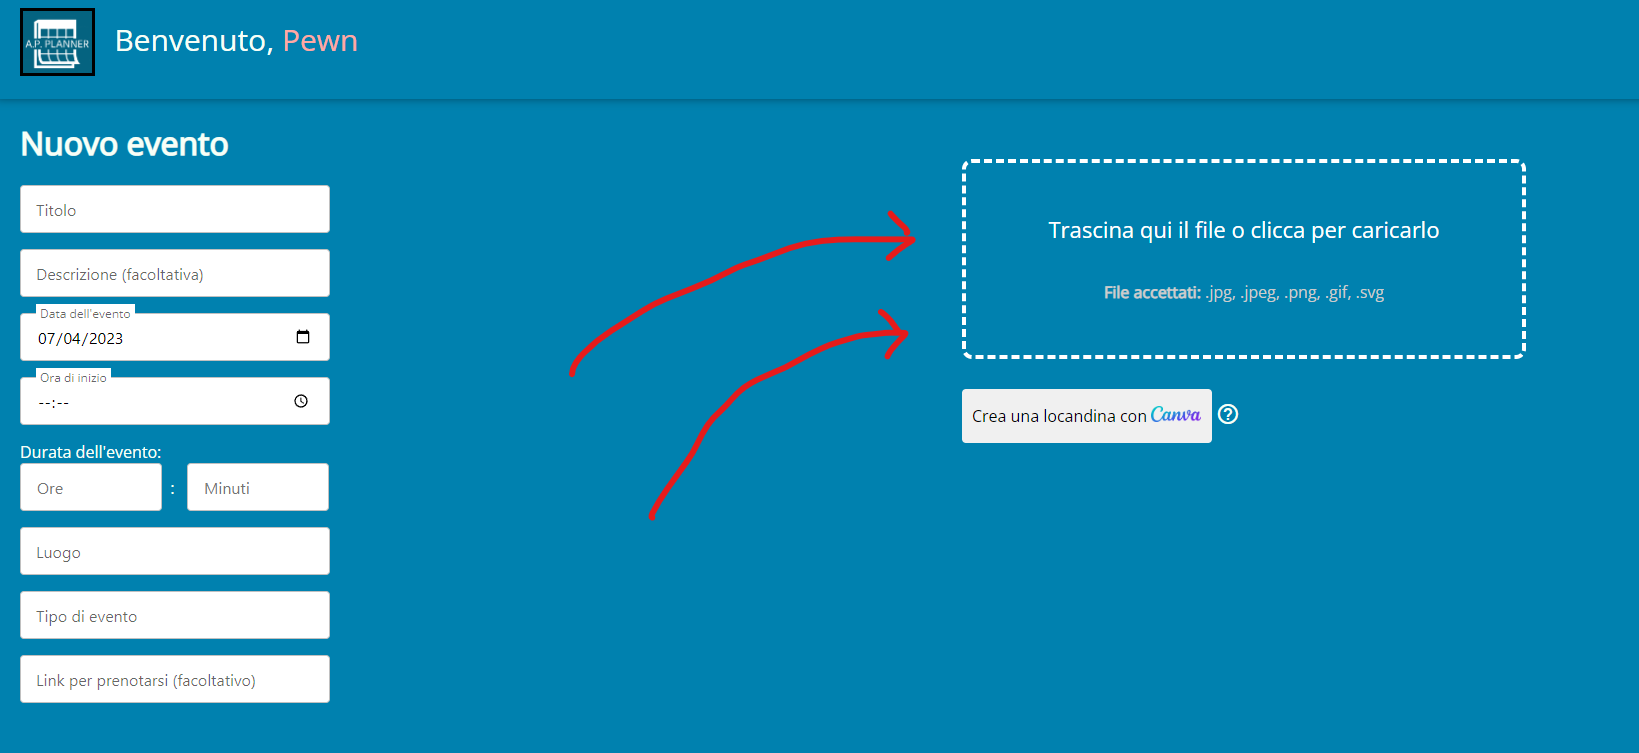 A.P. PLANNER
Benvenuto, Pewn
Nuovo evento
Titolo
Descrizione (facoltativa)
Data dell'evento
07/04/2023
Ora di inizio
--:--
Durata dell'evento:
Ore : Minuti
Luogo
Tipo di evento
Link per prenotarsi (facoltativo)
Trascina qui il file o clicca per caricarlo
File accettati: .jpg, .jpeg, .png, .gif, .svg
Crea una locandina con Canva ?